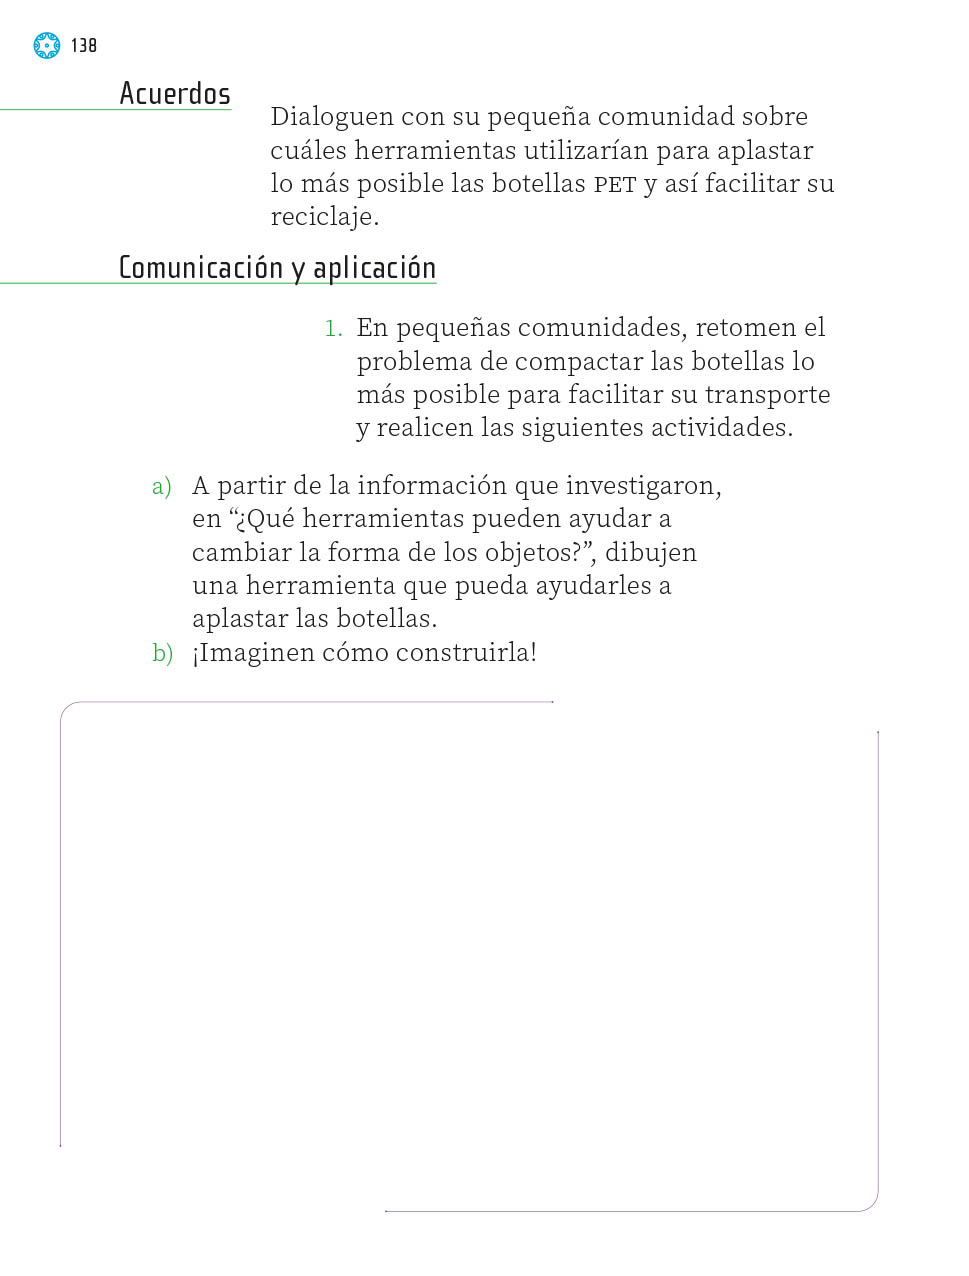 138
Acuerdos
Dialoguen con su pequeña comunidad sobre
cuáles herramientas utilizarían para aplastar
lo más posible las botellas PET y así facilitar su
reciclaje.
Comunicación y aplicación
1. En pequeñas comunidades, retomen el
problema de compactar las botellas lo
más posible para facilitar su transporte
y realicen las siguientes actividades.
a) A partir de la información que investigaron,
en “¿Qué herramientas pueden ayudar a
cambiar la forma de los objetos?”, dibujen
una herramienta que pueda ayudarles a
aplastar las botellas.
b) ¡Imaginen cómo construirla!